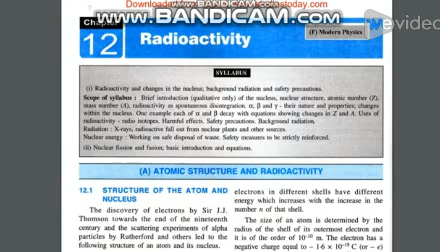 Downloaded from
www.BANDICAM.com
wevideo
Chapter
12
Radioactivity
(F) Modern Physics
SYLLABUS
(i) Radioactivity and changes in the nucleus; background radiation and safety precautions.
Scope of syllabus : Brief introduction (qualitative only) of the nucleus, nuclear structure, atomic number (Z),
mass number (A), radioactivity as spontaneous disintegration, α, β and γ - their nature and properties; changes
within the nucleus. One example each of α and β decay with equations showing changes in Z and A. Uses of
radioactivity - radio isotopes. Harmful effects. Safety precautions. Background radiation.
Radiation : X-rays, radioactive fall out from nuclear plants and other sources.
Nuclear energy : Working on safe disposal of waste. Safety measures to be strictly reinforced.
(ii) Nuclear fission and fusion; basic introduction and equations.
(A) ATOMIC STRUCTURE AND RADIOACTIVITY
12.1 STRUCTURE OF THE ATOM AND
NUCLEUS
The discovery of electrons by Sir J.J.
Thomson towards the end of the nineteenth
century and the scattering experiments of alpha
particles by Rutherford and others led to the
following structure of an atom and its nucleus.
electrons in different shells have different
energy which increases with the increase in
the number n of that shell.
The size of an atom is determined by the
radius of the shell of its outermost electron and
it is of the order of 10⁻¹⁰ m. The electron has a
negative charge equal to – 1·6 × 10⁻¹⁹ C (or – e)